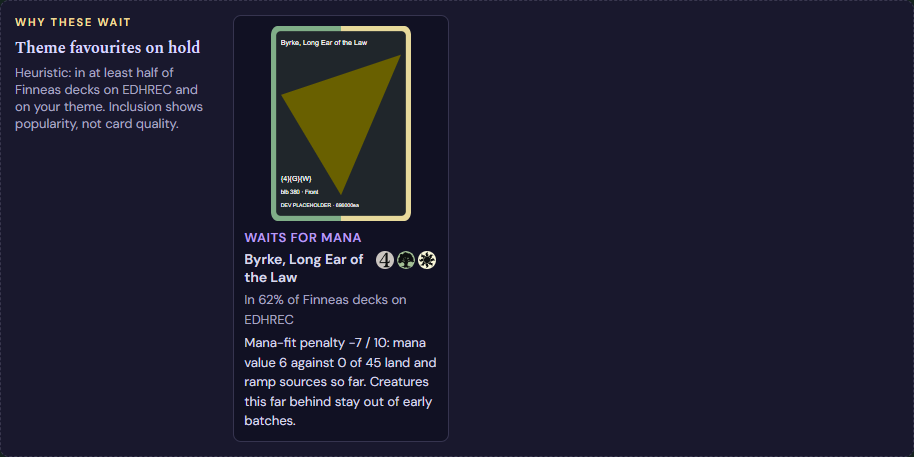 WHY THESE WAIT
Theme favourites on hold
Heuristic: in at least half of
Finneas decks on EDHREC and
on your theme. Inclusion shows
popularity, not card quality.
Byrke, Long Ear of the Law
{4}{G}{W}
blb 380 · Front
DEV PLACEHOLDER · 696000ea
WAITS FOR MANA
Byrke, Long Ear of
the Law
4
In 62% of Finneas decks on
EDHREC
Mana-fit penalty −7 / 10: mana
value 6 against 0 of 45 land and
ramp sources so far. Creatures
this far behind stay out of early
batches.